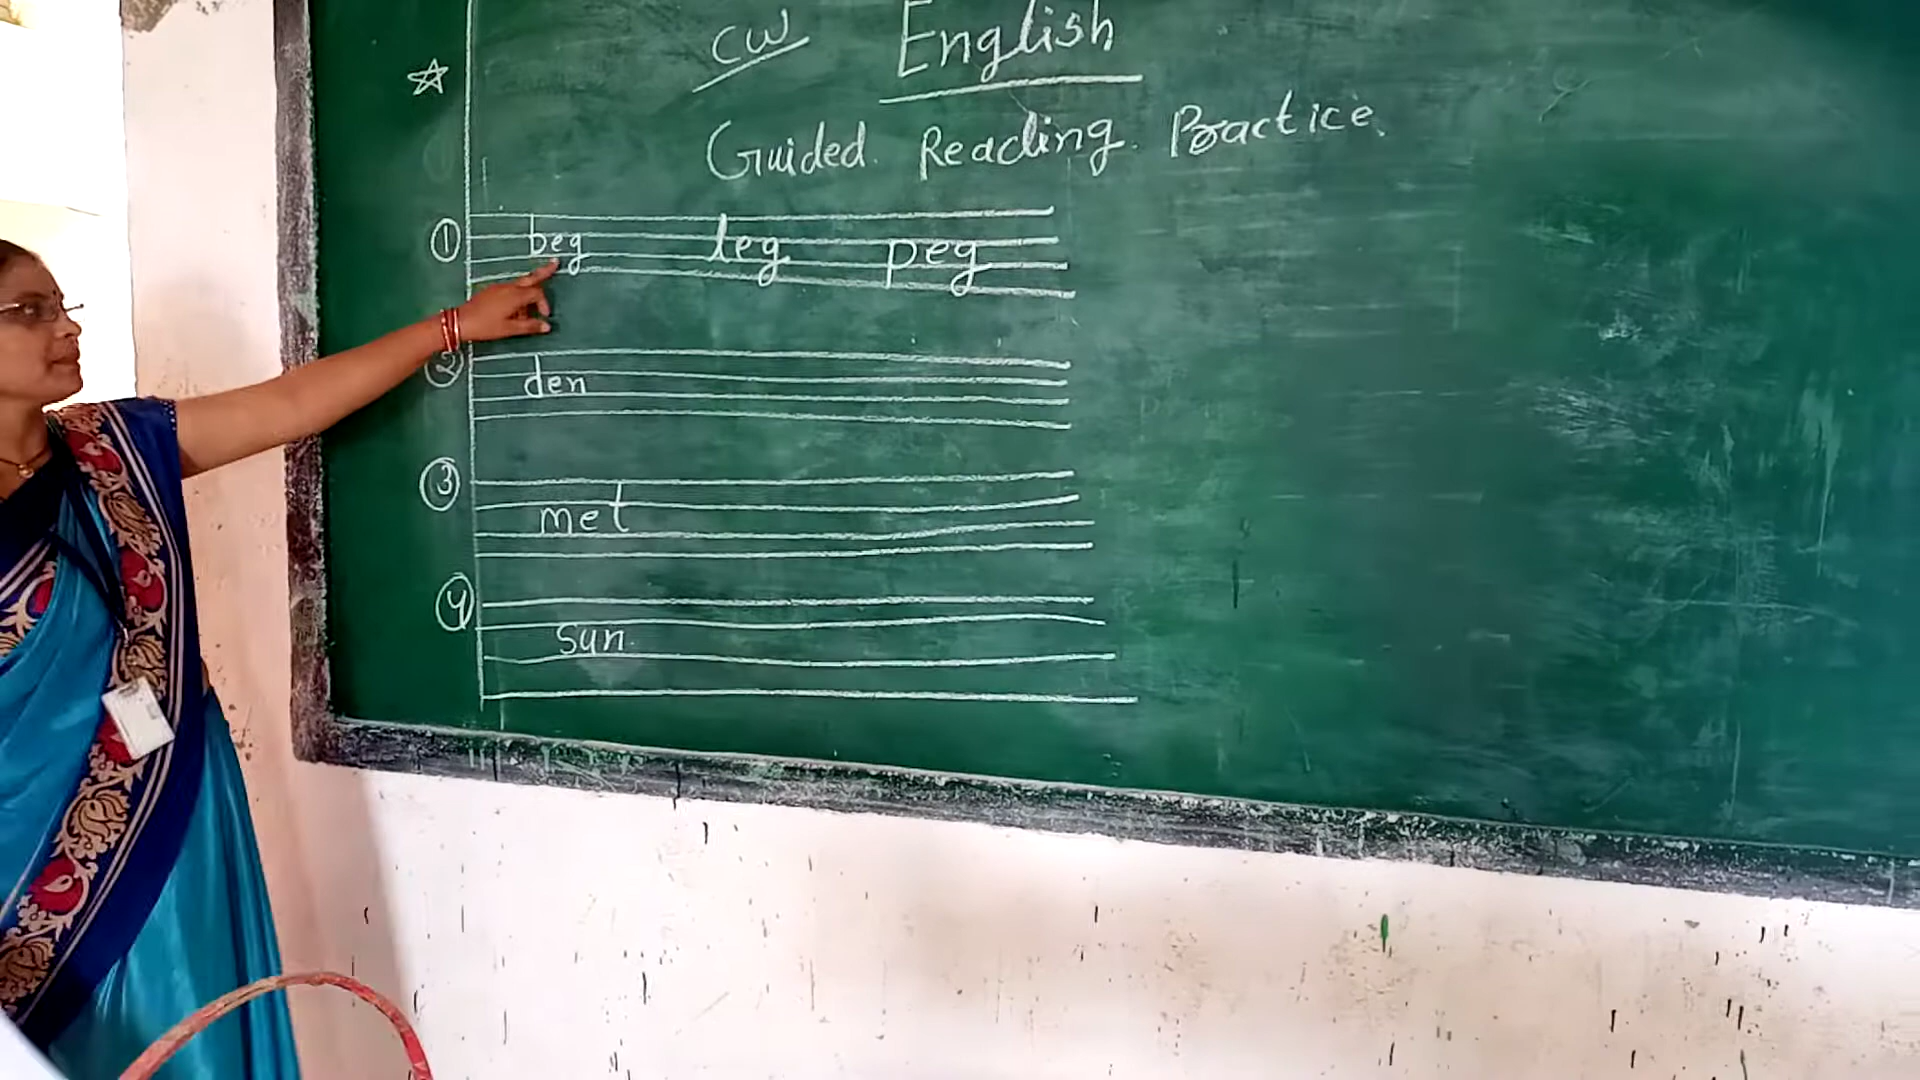 CW English
Guided Reading Practice.
1 beg leg peg
2 den
3 met
4 sun.